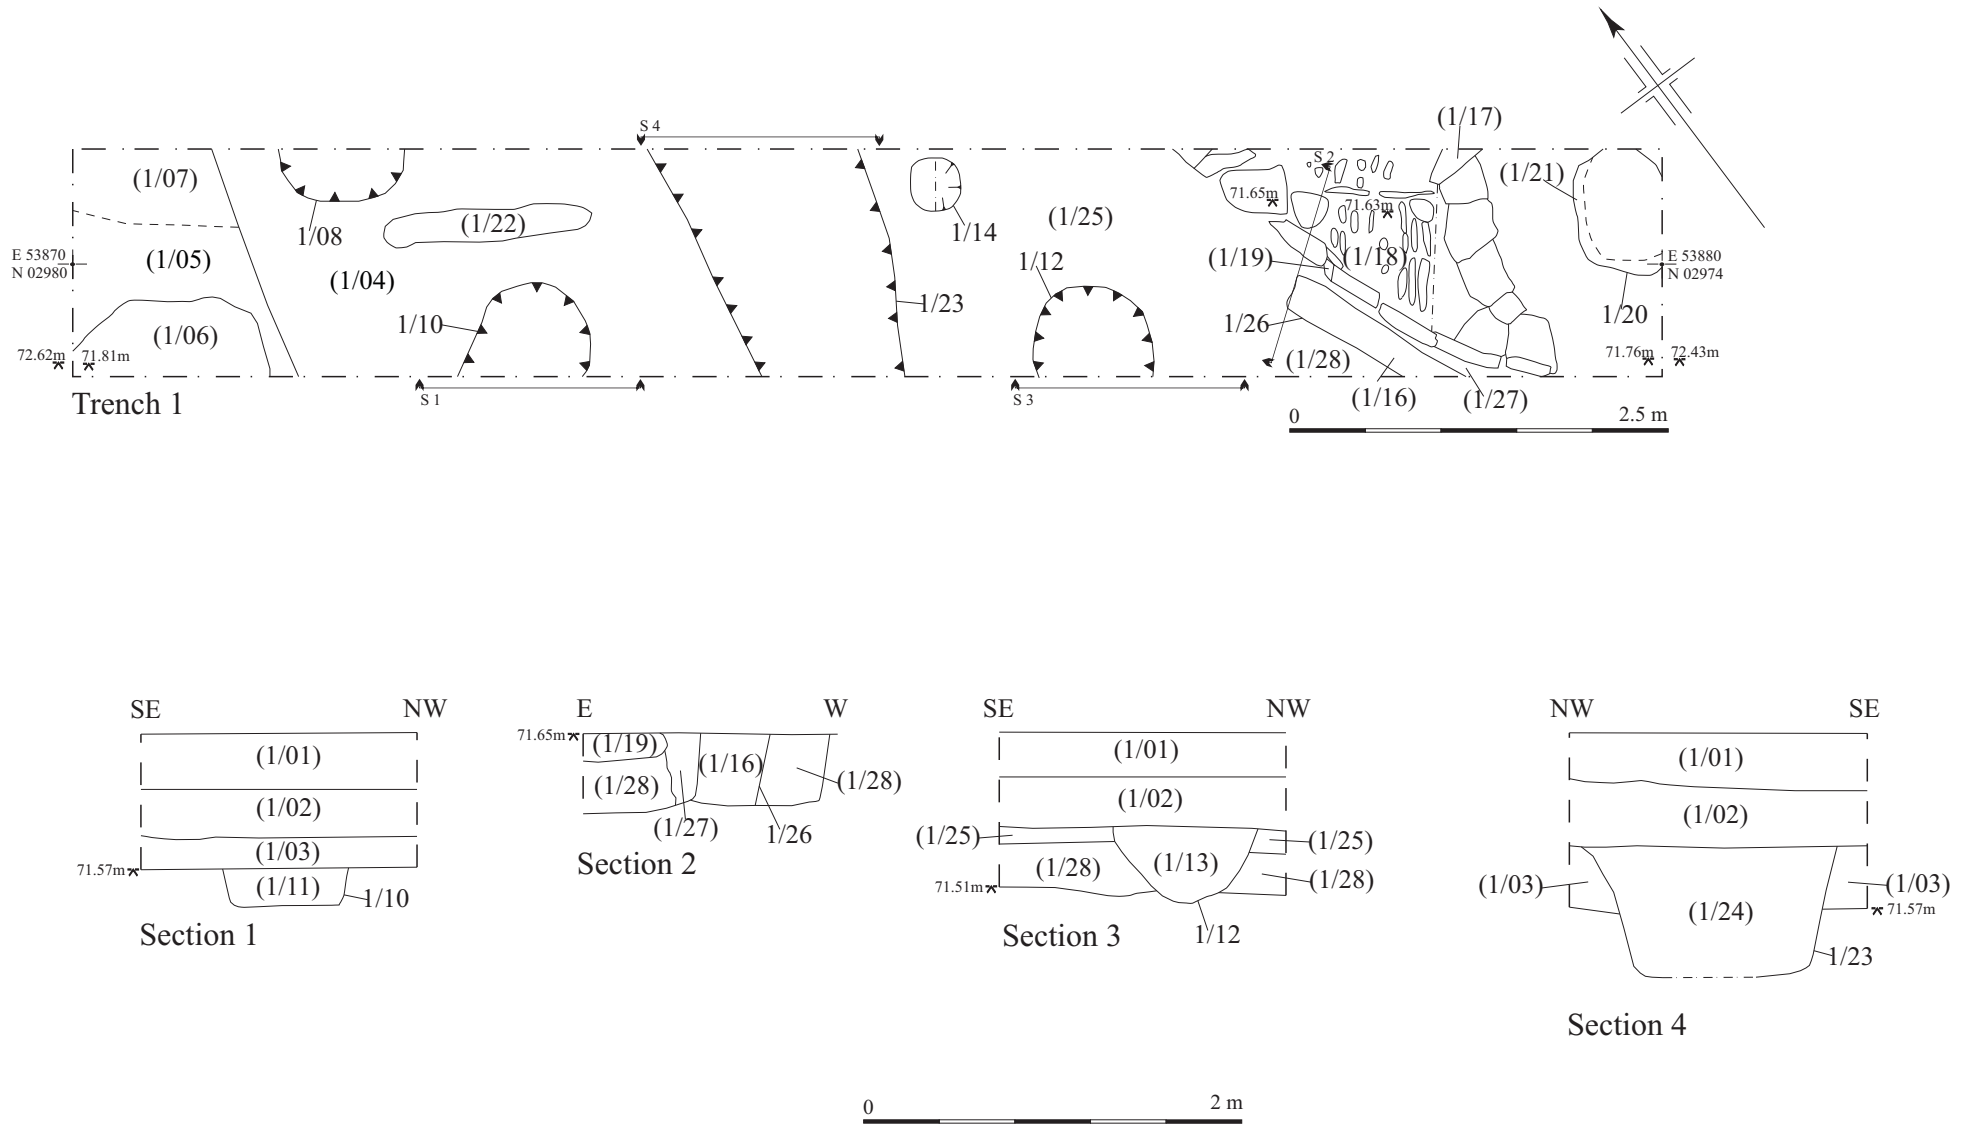 S 4
(1/17)
(1/07)
S 2
(1/21)
71.65m
71.63m
1/08
(1/22)
1/14
(1/25)
E 53870
N 02980
(1/05)
(1/04)
1/12
(1/19)
(1/18)
E 53880
N 02974
1/23
1/10
1/26
1/20
(1/06)
72.62m
71.81m
(1/28)
71.76m
72.43m
Trench 1
S 1
S 3
(1/16)
(1/27)
0
2.5 m
SE
NW
(1/01)
(1/02)
(1/03)
71.57m
(1/11)
1/10
Section 1
E
W
71.65m
(1/19)
(1/16)
(1/28)
(1/28)
(1/27)
1/26
Section 2
SE
NW
(1/01)
(1/02)
(1/25)
(1/25)
(1/28)
(1/13)
(1/28)
71.51m
1/12
Section 3
NW
SE
(1/01)
(1/02)
(1/03)
(1/03)
(1/24)
71.57m
1/23
Section 4
0
2 m